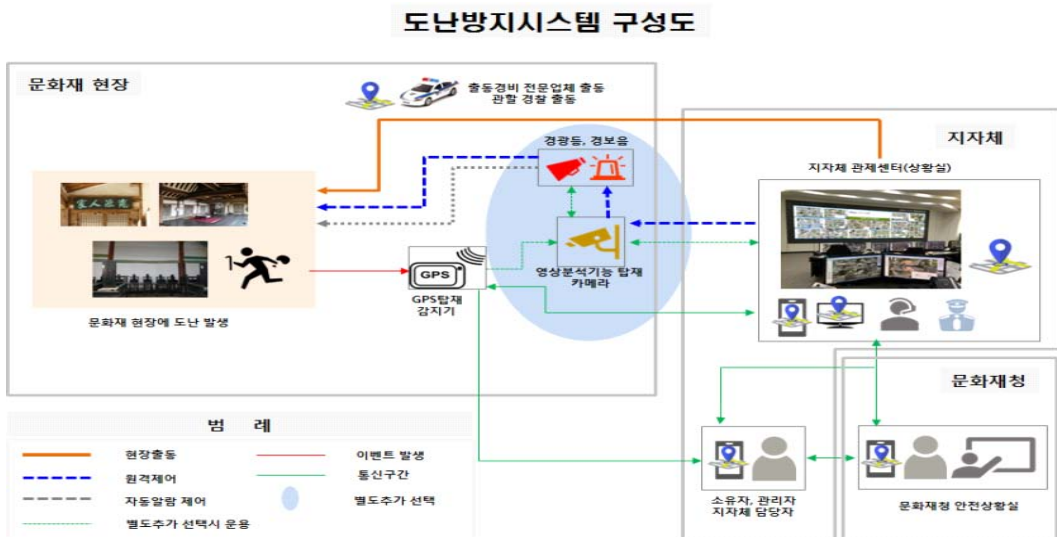 도난방지시스템 구성도
문화재 현장
출동경비 전문업체 출동
관할 경찰 출동
경광등, 경보음
지자체
지자체 관제센터(상황실)
GPS
영상분석기능 탑재
카메라
GPS탑재
감지기
문화재 현장에 도난 발생
문화재청
범 례
현장출동
이벤트 발생
원격제어
통신구간
자동알람 제어
별도추가 선택
별도추가 선택시 운용
소유자, 관리자
지자체 담당자
문화재청 안전상황실